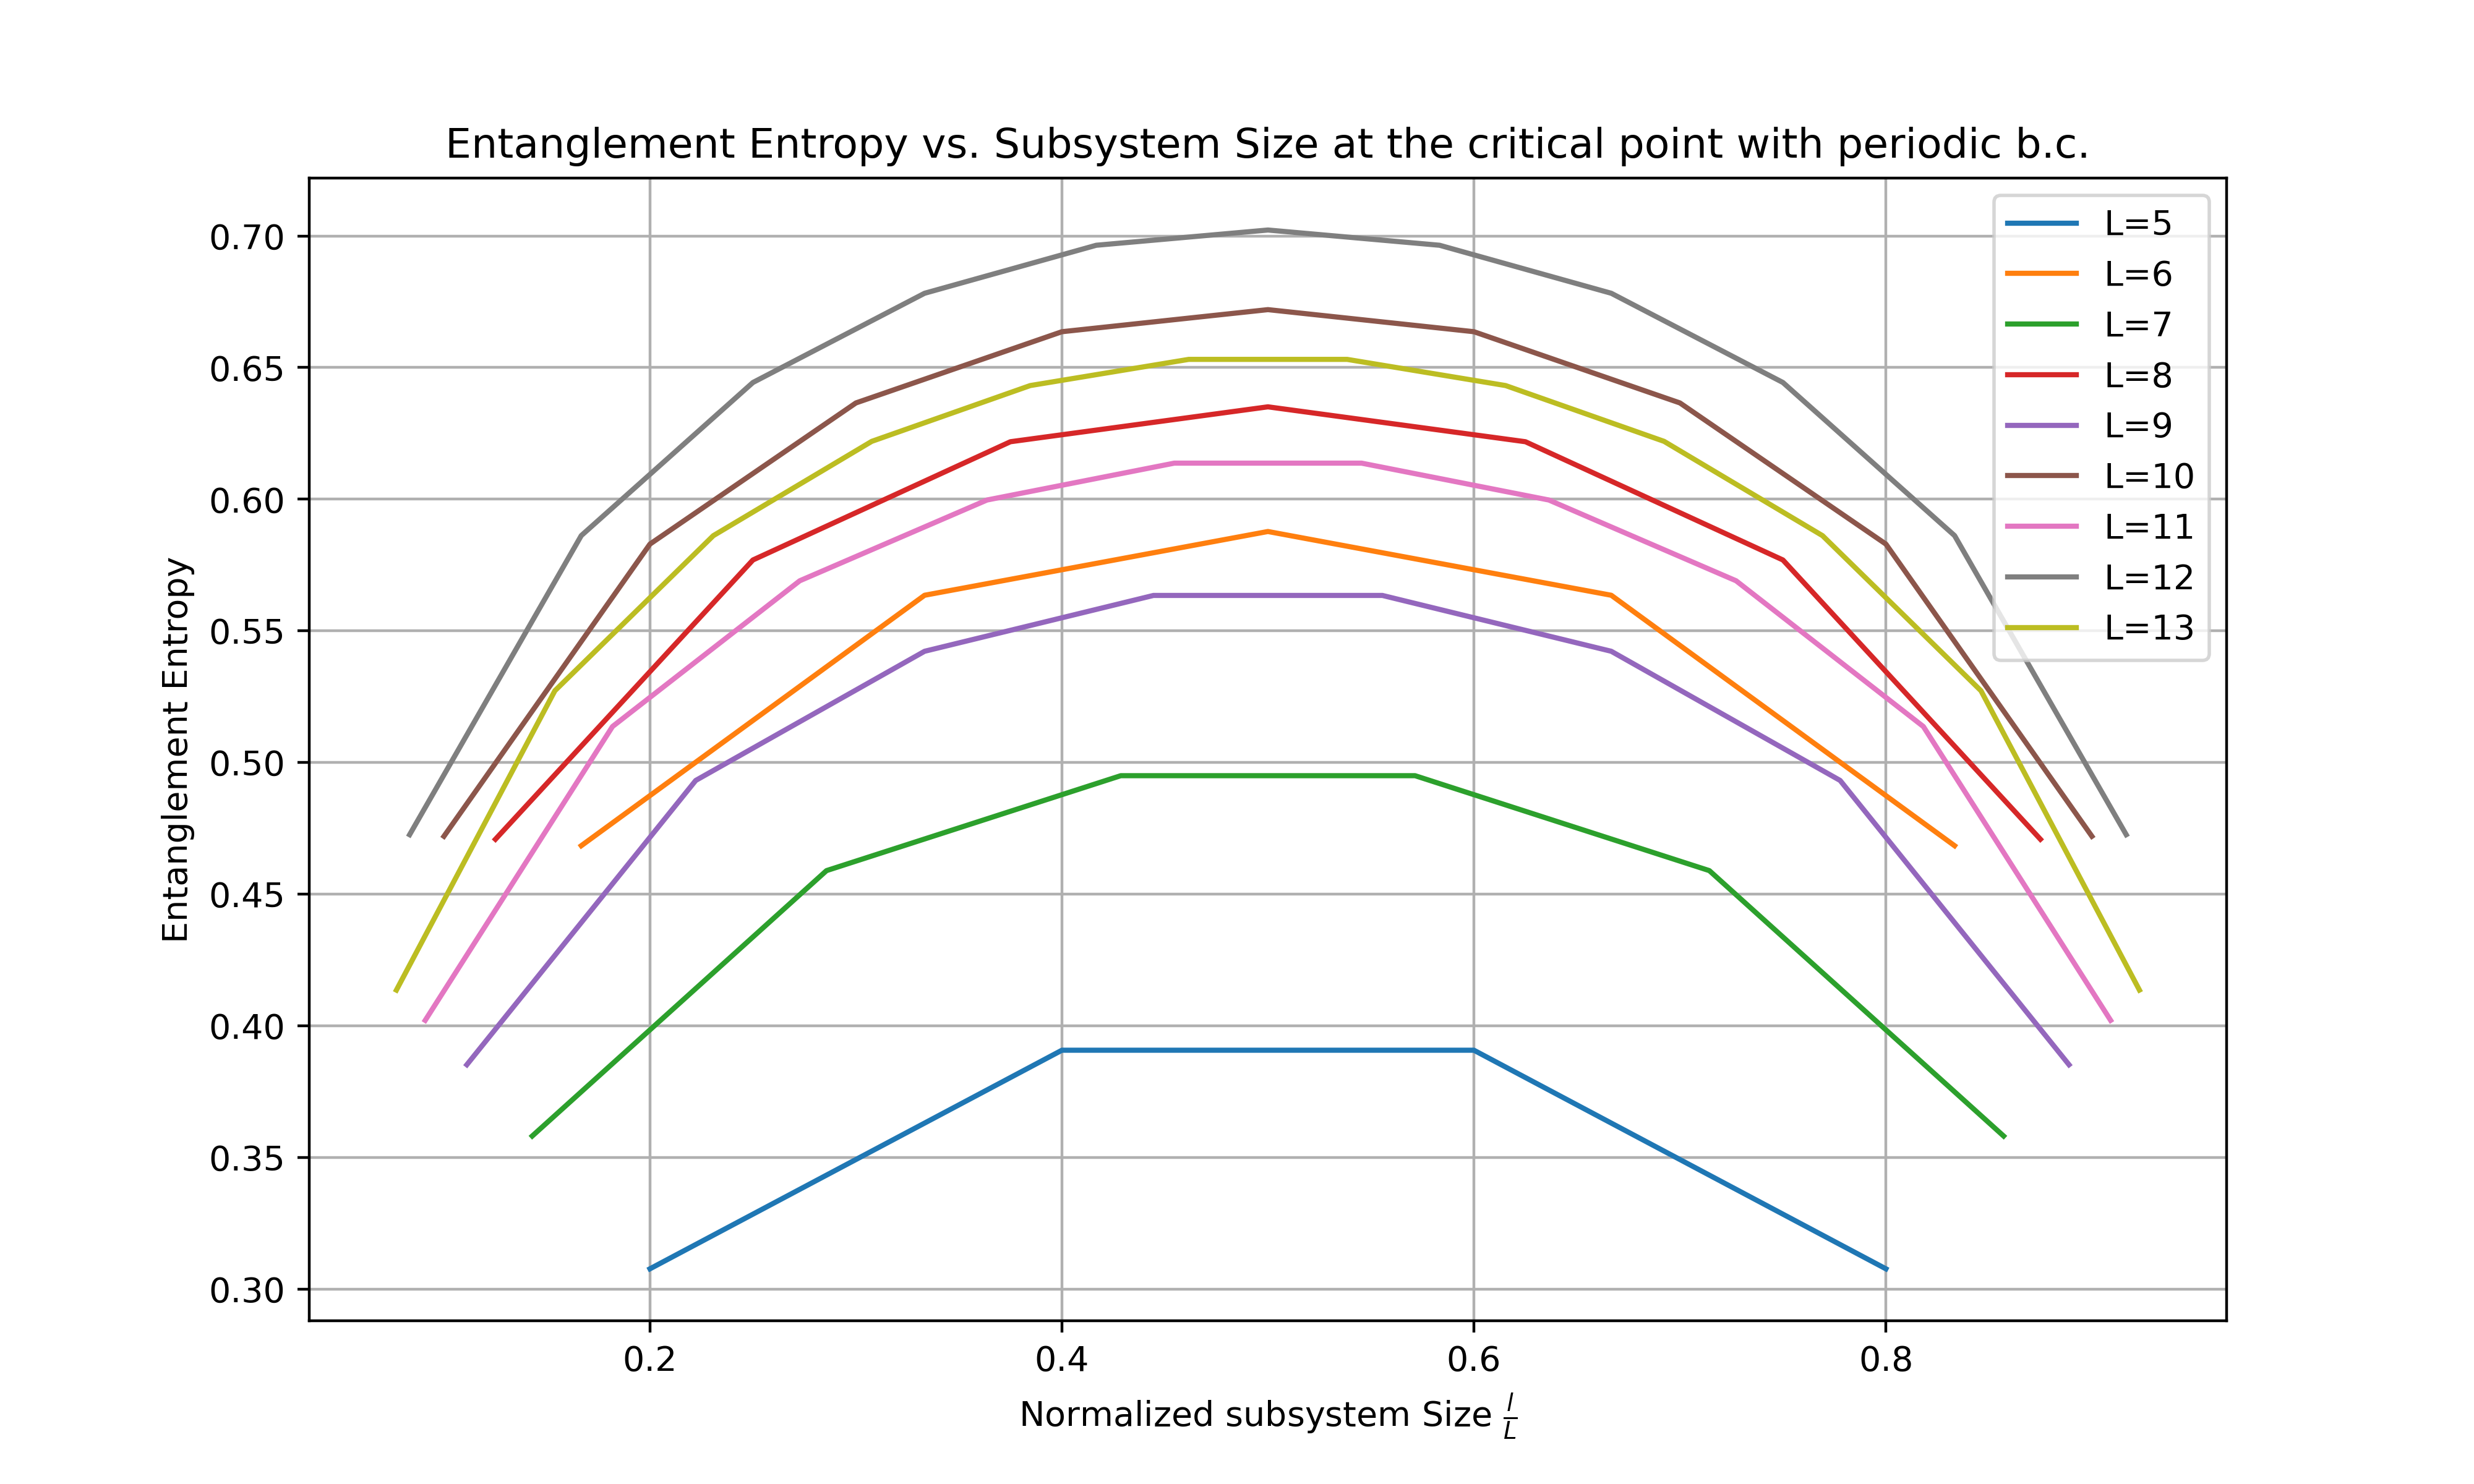 Entanglement Entropy vs. Subsystem Size at the critical point with periodic b.c.
Entanglement Entropy
0.70
0.65
0.60
0.55
0.50
0.45
0.40
0.35
0.30
L=5
L=6
L=7
L=8
L=9
L=10
L=11
L=12
L=13
0.2 0.4 0.6 0.8
Normalized subsystem Size l/L